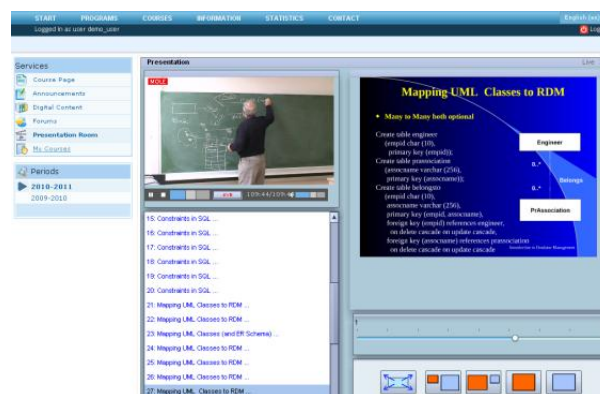 START PROGRAMS COURSES INFORMATION STATISTICS CONTACT English (en)
Logged in as user demo_user Log
Services
Course Page
Announcements
Digital Content
Forums
Presentation Room
My Courses
Periods
2010-2011
2009-2010
Presentation Live
MOLE
15: Constraints in SQL ...
16: Constraints in SQL ...
17: Constraints in SQL ...
18: Constraints in SQL ...
19: Constraints in SQL ...
20: Constraints in SQL ...
21: Mapping UML Classes to RDM ...
22: Mapping UML Classes to RDM ...
23: Mapping UML Classes (and ER Schema) ...
24: Mapping UML Classes to RDM ...
25: Mapping UML Classes to RDM ...
26: Mapping UML Classes to RDM ...
27: Mapping UML Classes to RDM ...
Mapping UML Classes to RDM
Many to Many both optional
Create table engineer
(empid char (10),
primary key (empid));
Create table prassociation
(assocname varchar (256),
primary key (assocname));
Create table belongsto
(empid char (10),
assocname varchar (256),
primary key (empid, assocname),
foreign key (empid) references engineer,
on delete cascade on update cascade,
foreign key (assocname) references prassociation
on delete cascade on update cascade
Engineer
0..*
Belongs
0..*
PrAssociation
Introduction to Database Management